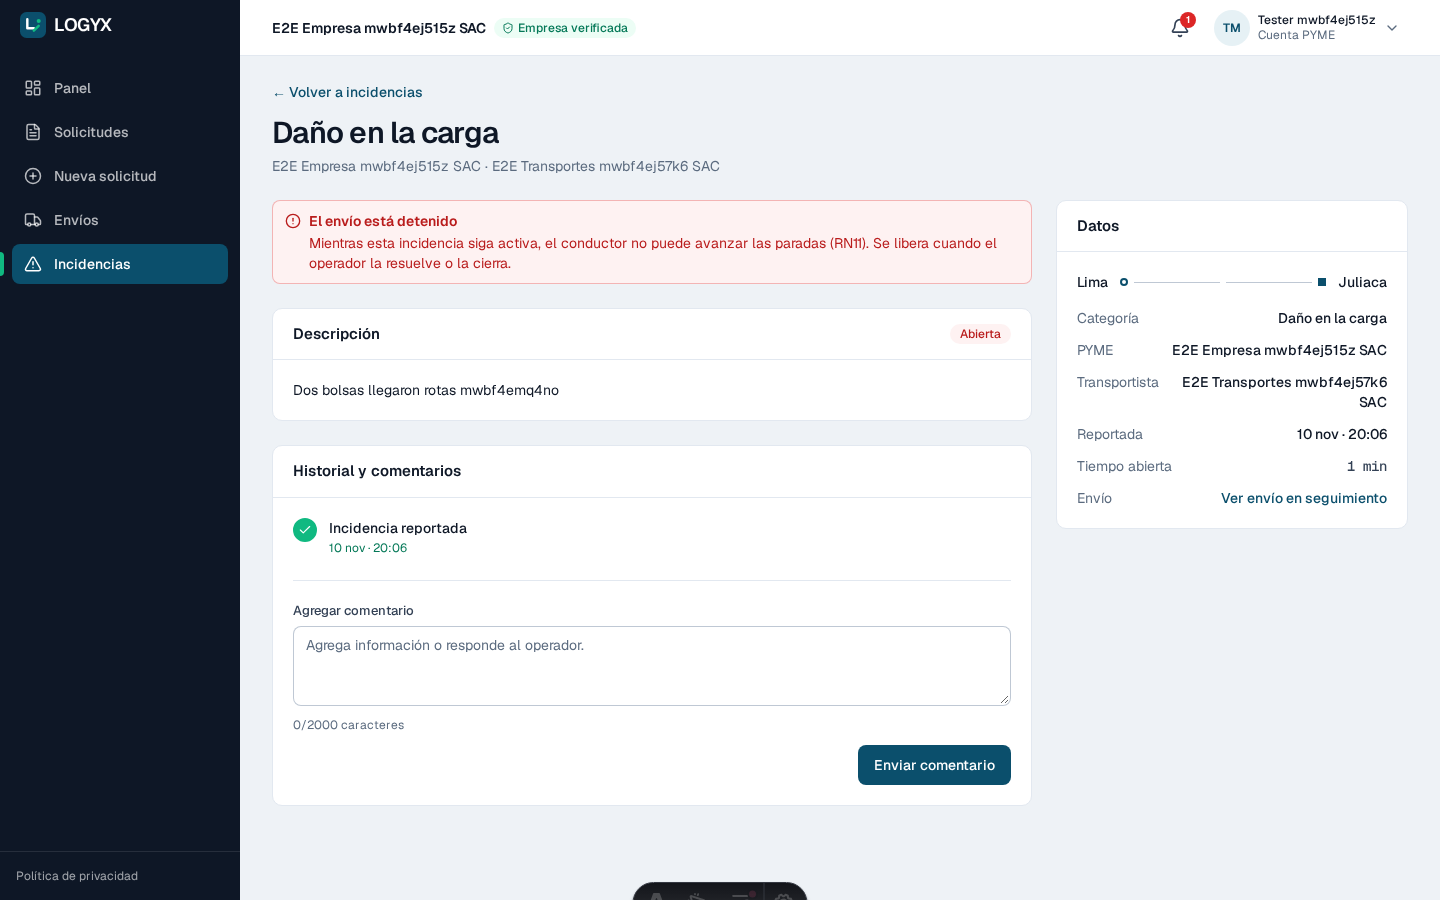 LOGYX
Panel
Solicitudes
Nueva solicitud
Envíos
Incidencias
Política de privacidad
E2E Empresa mwbf4ej515z SAC
Empresa verificada
1
TM
Tester mwbf4ej515z
Cuenta PYME
← Volver a incidencias
Daño en la carga
E2E Empresa mwbf4ej515z SAC · E2E Transportes mwbf4ej57k6 SAC
El envío está detenido
Mientras esta incidencia siga activa, el conductor no puede avanzar las paradas (RN11). Se libera cuando el
operador la resuelve o la cierra.
Descripción
Abierta
Dos bolsas llegaron rotas mwbf4emq4no
Historial y comentarios
Incidencia reportada
10 nov · 20:06
Agregar comentario
Agrega información o responde al operador.
0/2000 caracteres
Enviar comentario
Datos
Lima
Juliaca
Categoría
Daño en la carga
PYME
E2E Empresa mwbf4ej515z SAC
Transportista
E2E Transportes mwbf4ej57k6
SAC
Reportada
10 nov · 20:06
Tiempo abierta
1 min
Envío
Ver envío en seguimiento